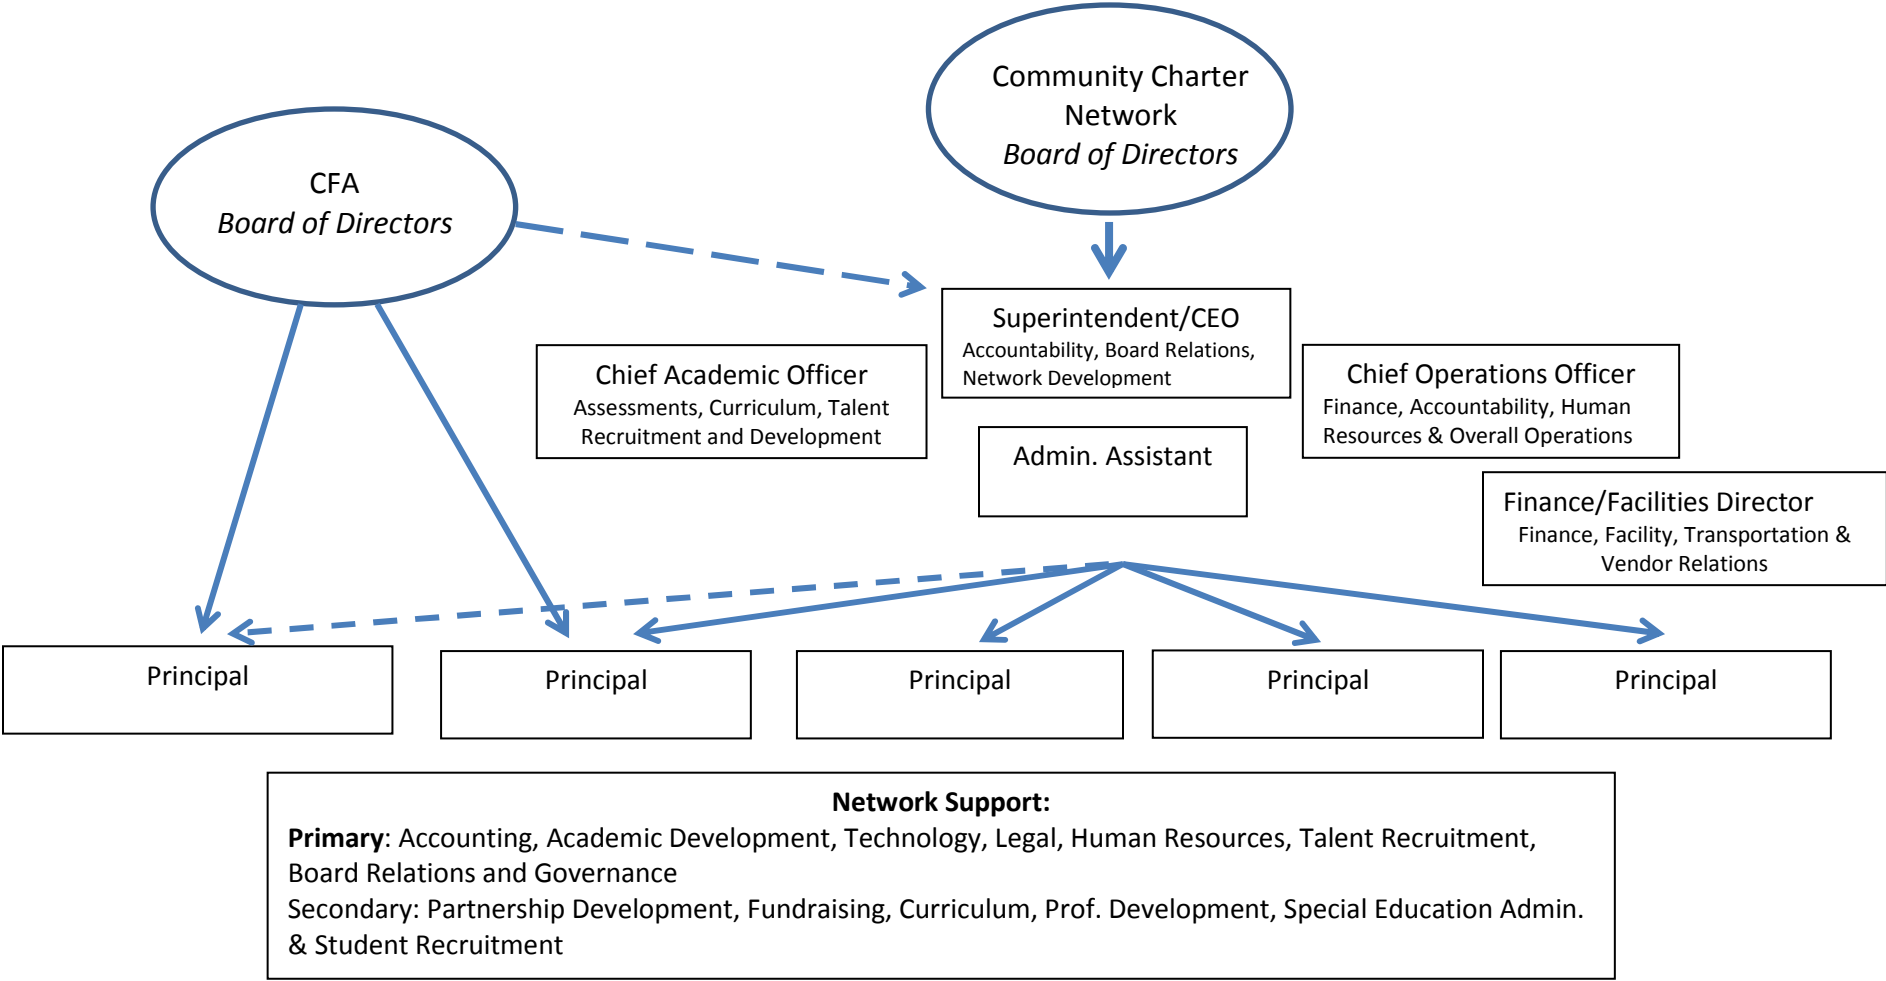 Community Charter
Network
Board of Directors
CFA
Board of Directors
Superintendent/CEO
Accountability, Board Relations,
Network Development
Chief Academic Officer
Assessments, Curriculum, Talent
Recruitment and Development
Chief Operations Officer
Finance, Accountability, Human
Resources & Overall Operations
Admin. Assistant
Finance/Facilities Director
Finance, Facility, Transportation &
Vendor Relations
Principal
Principal
Principal
Principal
Principal
Network Support:
Primary: Accounting, Academic Development, Technology, Legal, Human Resources, Talent Recruitment,
Board Relations and Governance
Secondary: Partnership Development, Fundraising, Curriculum, Prof. Development, Special Education Admin.
& Student Recruitment